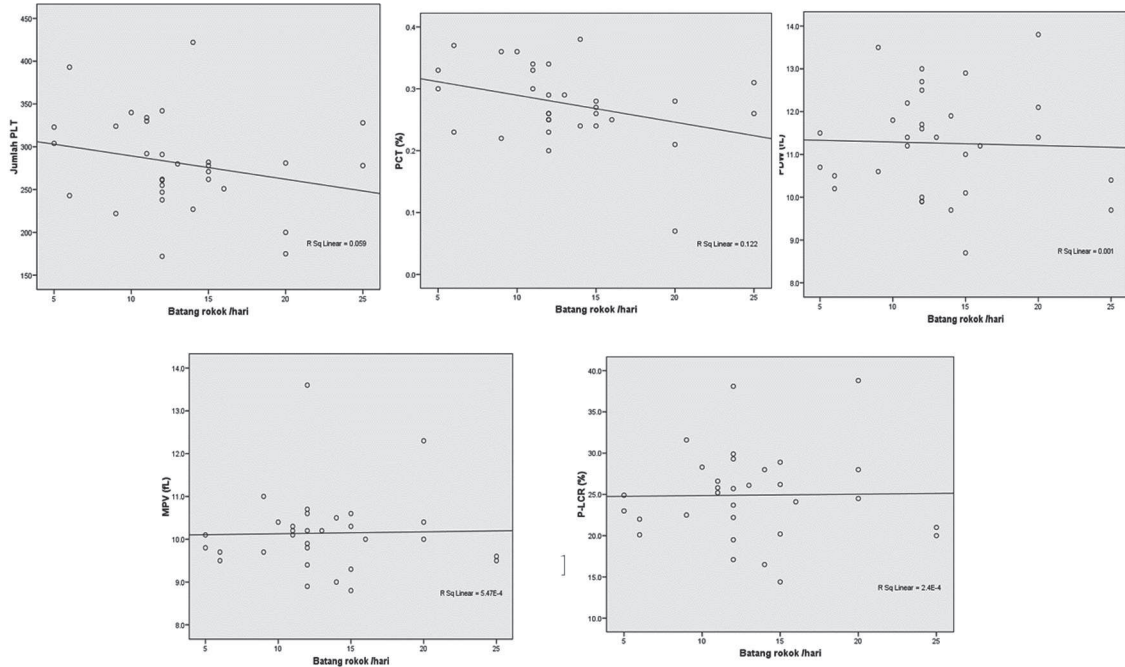 450
400
350
300
250
200
150
Jumlah PLT
R Sq Linear = 0.059
5 10 15 20 25
Batang rokok /hari
0.4
0.3
0.2
0.1
0.0
PCT (%)
R Sq Linear = 0.122
5 10 15 20 25
Batang rokok /hari
14.0
13.0
12.0
11.0
10.0
9.0
8.0
PDW (fL)
R Sq Linear = 0.001
5 10 15 20 25
Batang rokok /hari
14.0
13.0
12.0
11.0
10.0
9.0
8.0
MPV (fL)
R Sq Linear = 5.47E-4
5 10 15 20 25
Batang rokok /hari
40.0
35.0
30.0
25.0
20.0
15.0
10.0
P-LCR (%)
R Sq Linear = 2.4E-4
5 10 15 20 25
Batang rokok /hari
]